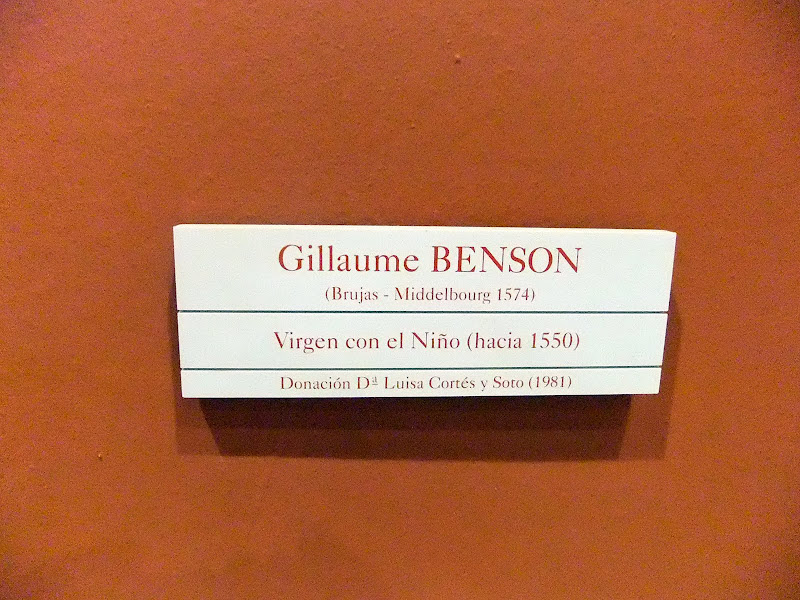 Gillaume BENSON
(Brujas - Middelbourg 1574)
Virgen con el Niño (hacia 1550)
Donación Dª Luisa Cortés y Soto (1981)